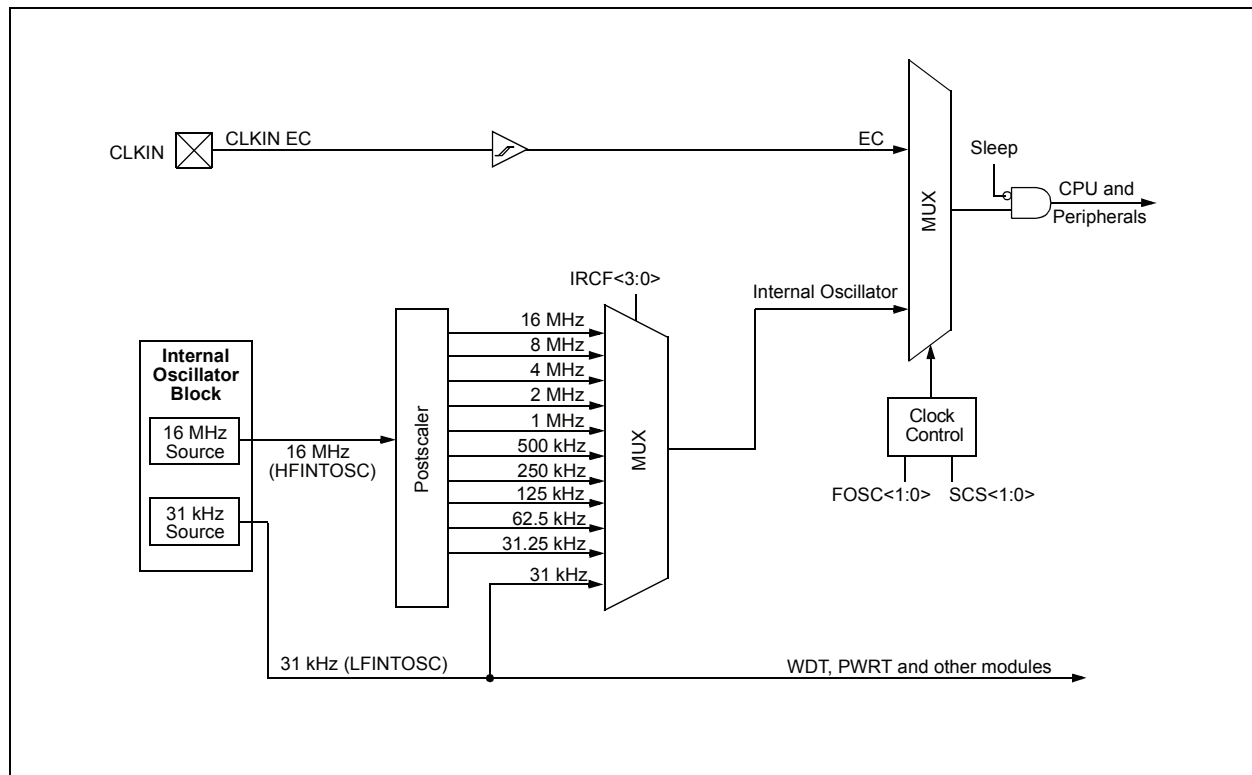 CLKIN
CLKIN EC
EC
Sleep
CPU and
Peripherals
MUX
IRCF<3:0>
Internal Oscillator
Internal
Oscillator
Block
16 MHz
Source
31 kHz
Source
16 MHz
(HFINTOSC)
Postscaler
16 MHz
8 MHz
4 MHz
2 MHz
1 MHz
500 kHz
250 kHz
125 kHz
62.5 kHz
31.25 kHz
31 kHz
MUX
Clock
Control
FOSC<1:0>
SCS<1:0>
31 kHz (LFINTOSC)
WDT, PWRT and other modules